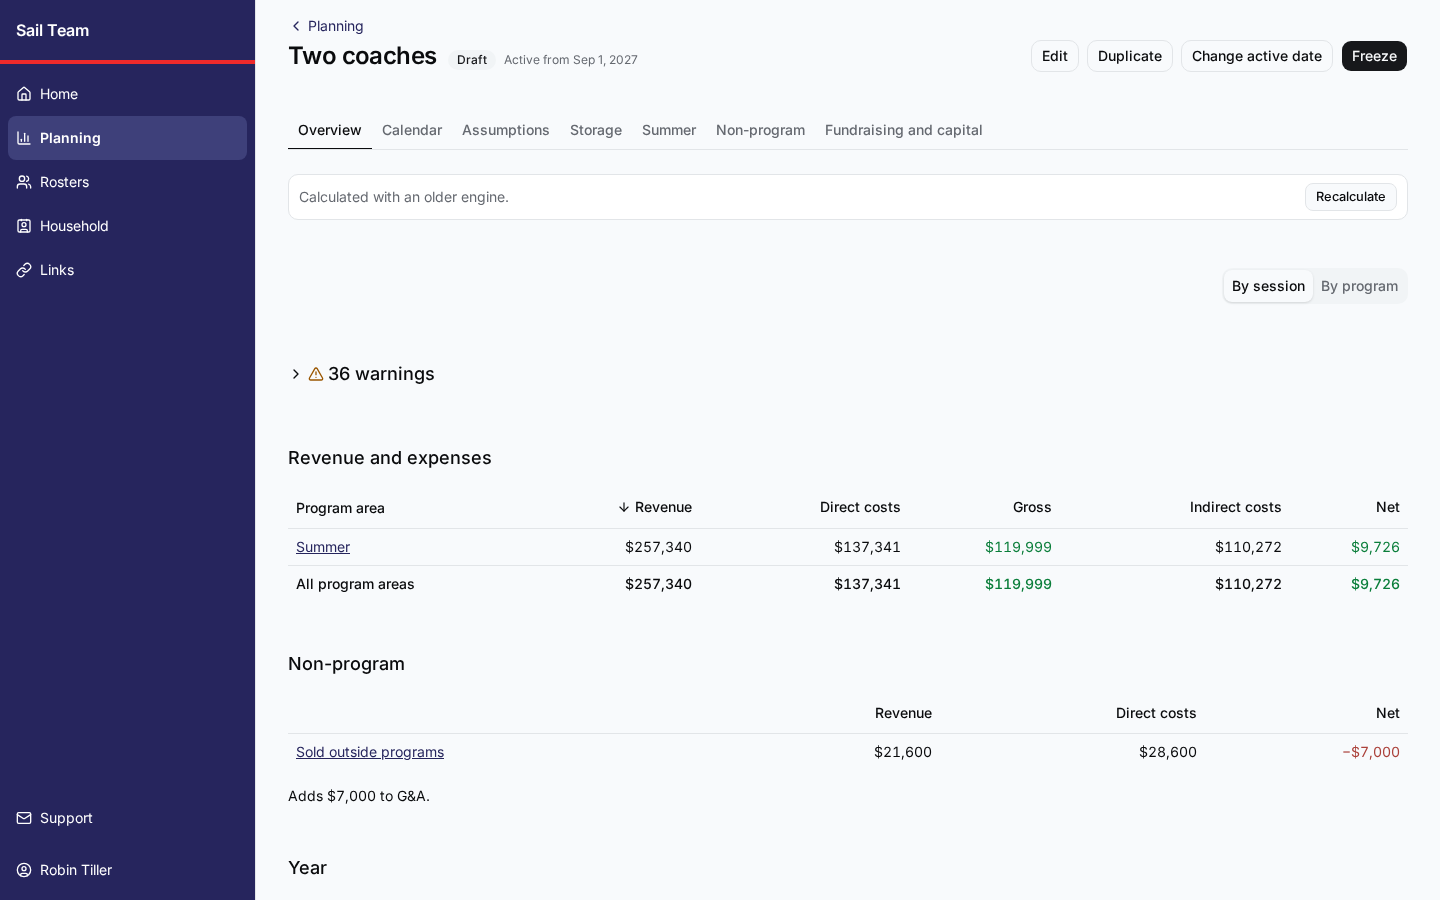 Sail Team
Home
Planning
Rosters
Household
Links
Support
Robin Tiller
Planning
Two coaches Draft Active from Sep 1, 2027
Edit Duplicate Change active date Freeze
Overview Calendar Assumptions Storage Summer Non-program Fundraising and capital
Calculated with an older engine. Recalculate
By session By program
36 warnings
Revenue and expenses
Program area Revenue Direct costs Gross Indirect costs Net
Summer $257,340 $137,341 $119,999 $110,272 $9,726
All program areas $257,340 $137,341 $119,999 $110,272 $9,726
Non-program
Revenue Direct costs Net
Sold outside programs $21,600 $28,600 −$7,000
Adds $7,000 to G&A.
Year